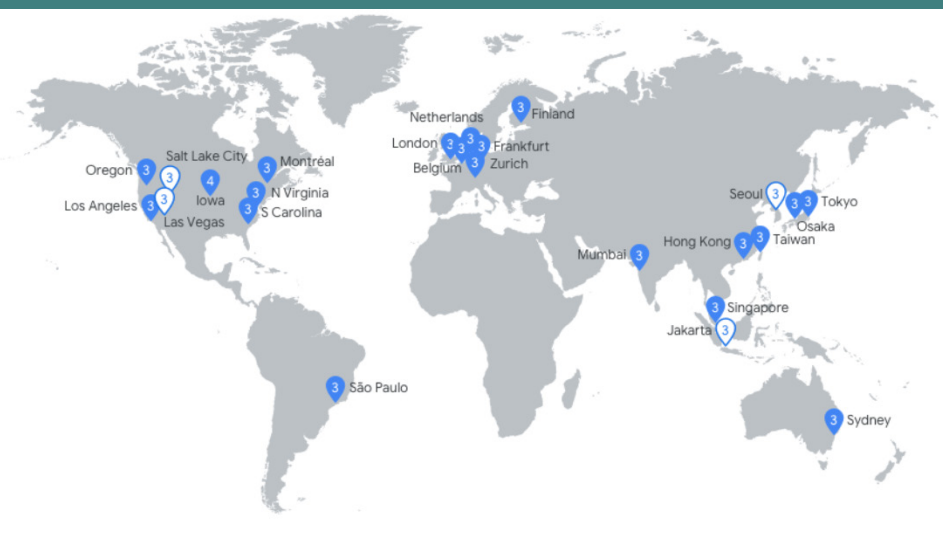 Finland
3
Netherlands
London
3
3
3
3
Frankfurt
Belgium
3
Zurich
Salt Lake City
Montréal
3
Oregon
3
3
4
Iowa
3
N Virginia
Los Angeles
3
3
3
S Carolina
Las Vegas
Seoul
3
3
3
Tokyo
Osaka
Hong Kong
3
3
Taiwan
Mumbai
3
3
Singapore
Jakarta
3
3
São Paulo
3
Sydney